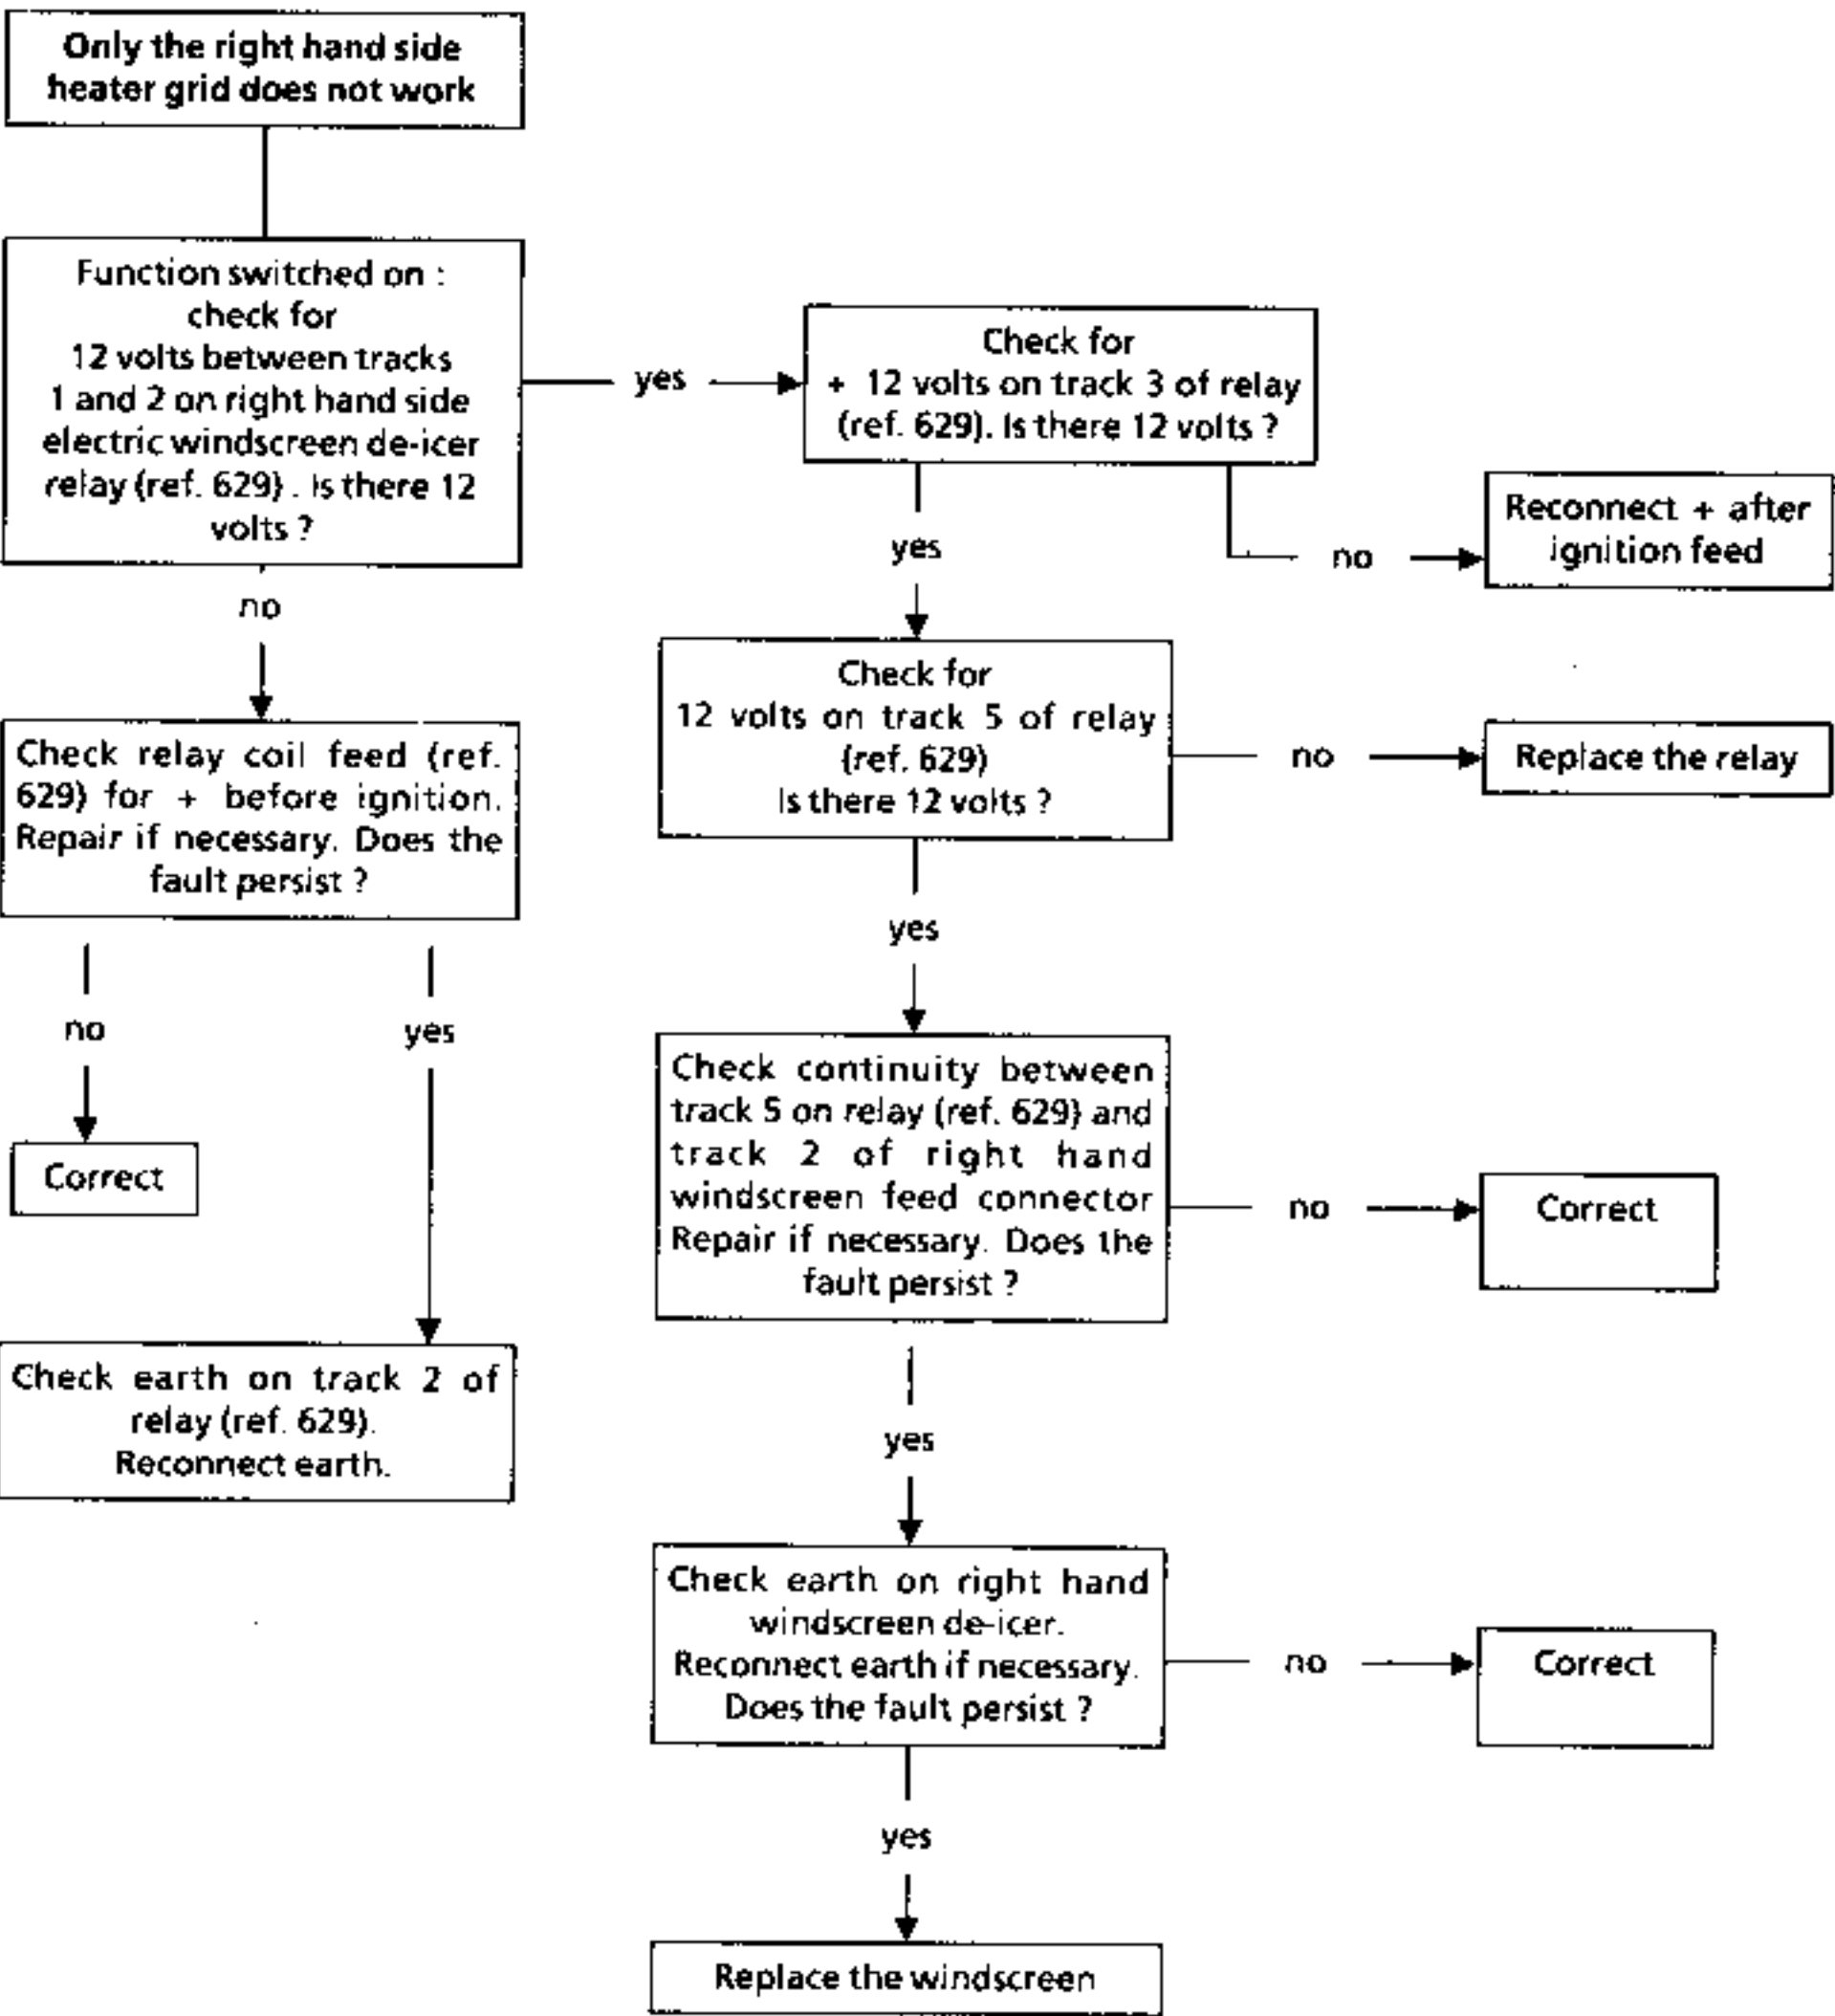 Only the right hand side
heater grid does not work
Function switched on :
check for
12 volts between tracks
1 and 2 on right hand side
electric windscreen de-icer
relay (ref. 629) . Is there 12
volts ?
yes
Check for
+ 12 volts on track 3 of relay
(ref. 629). Is there 12 volts ?
no
Reconnect + after
ignition feed
yes
no
Check relay coil feed (ref.
629) for + before ignition.
Repair if necessary. Does the
fault persist ?
Check for
12 volts on track 5 of relay
(ref. 629)
Is there 12 volts ?
no
Replace the relay
yes
no
yes
Correct
Check continuity between
track 5 on relay (ref. 629) and
track 2 of right hand
windscreen feed connector
Repair if necessary. Does the
fault persist ?
no
Correct
Check earth on track 2 of
relay (ref. 629).
Reconnect earth.
yes
Check earth on right hand
windscreen de-icer.
Reconnect earth if necessary.
Does the fault persist ?
no
Correct
yes
Replace the windscreen